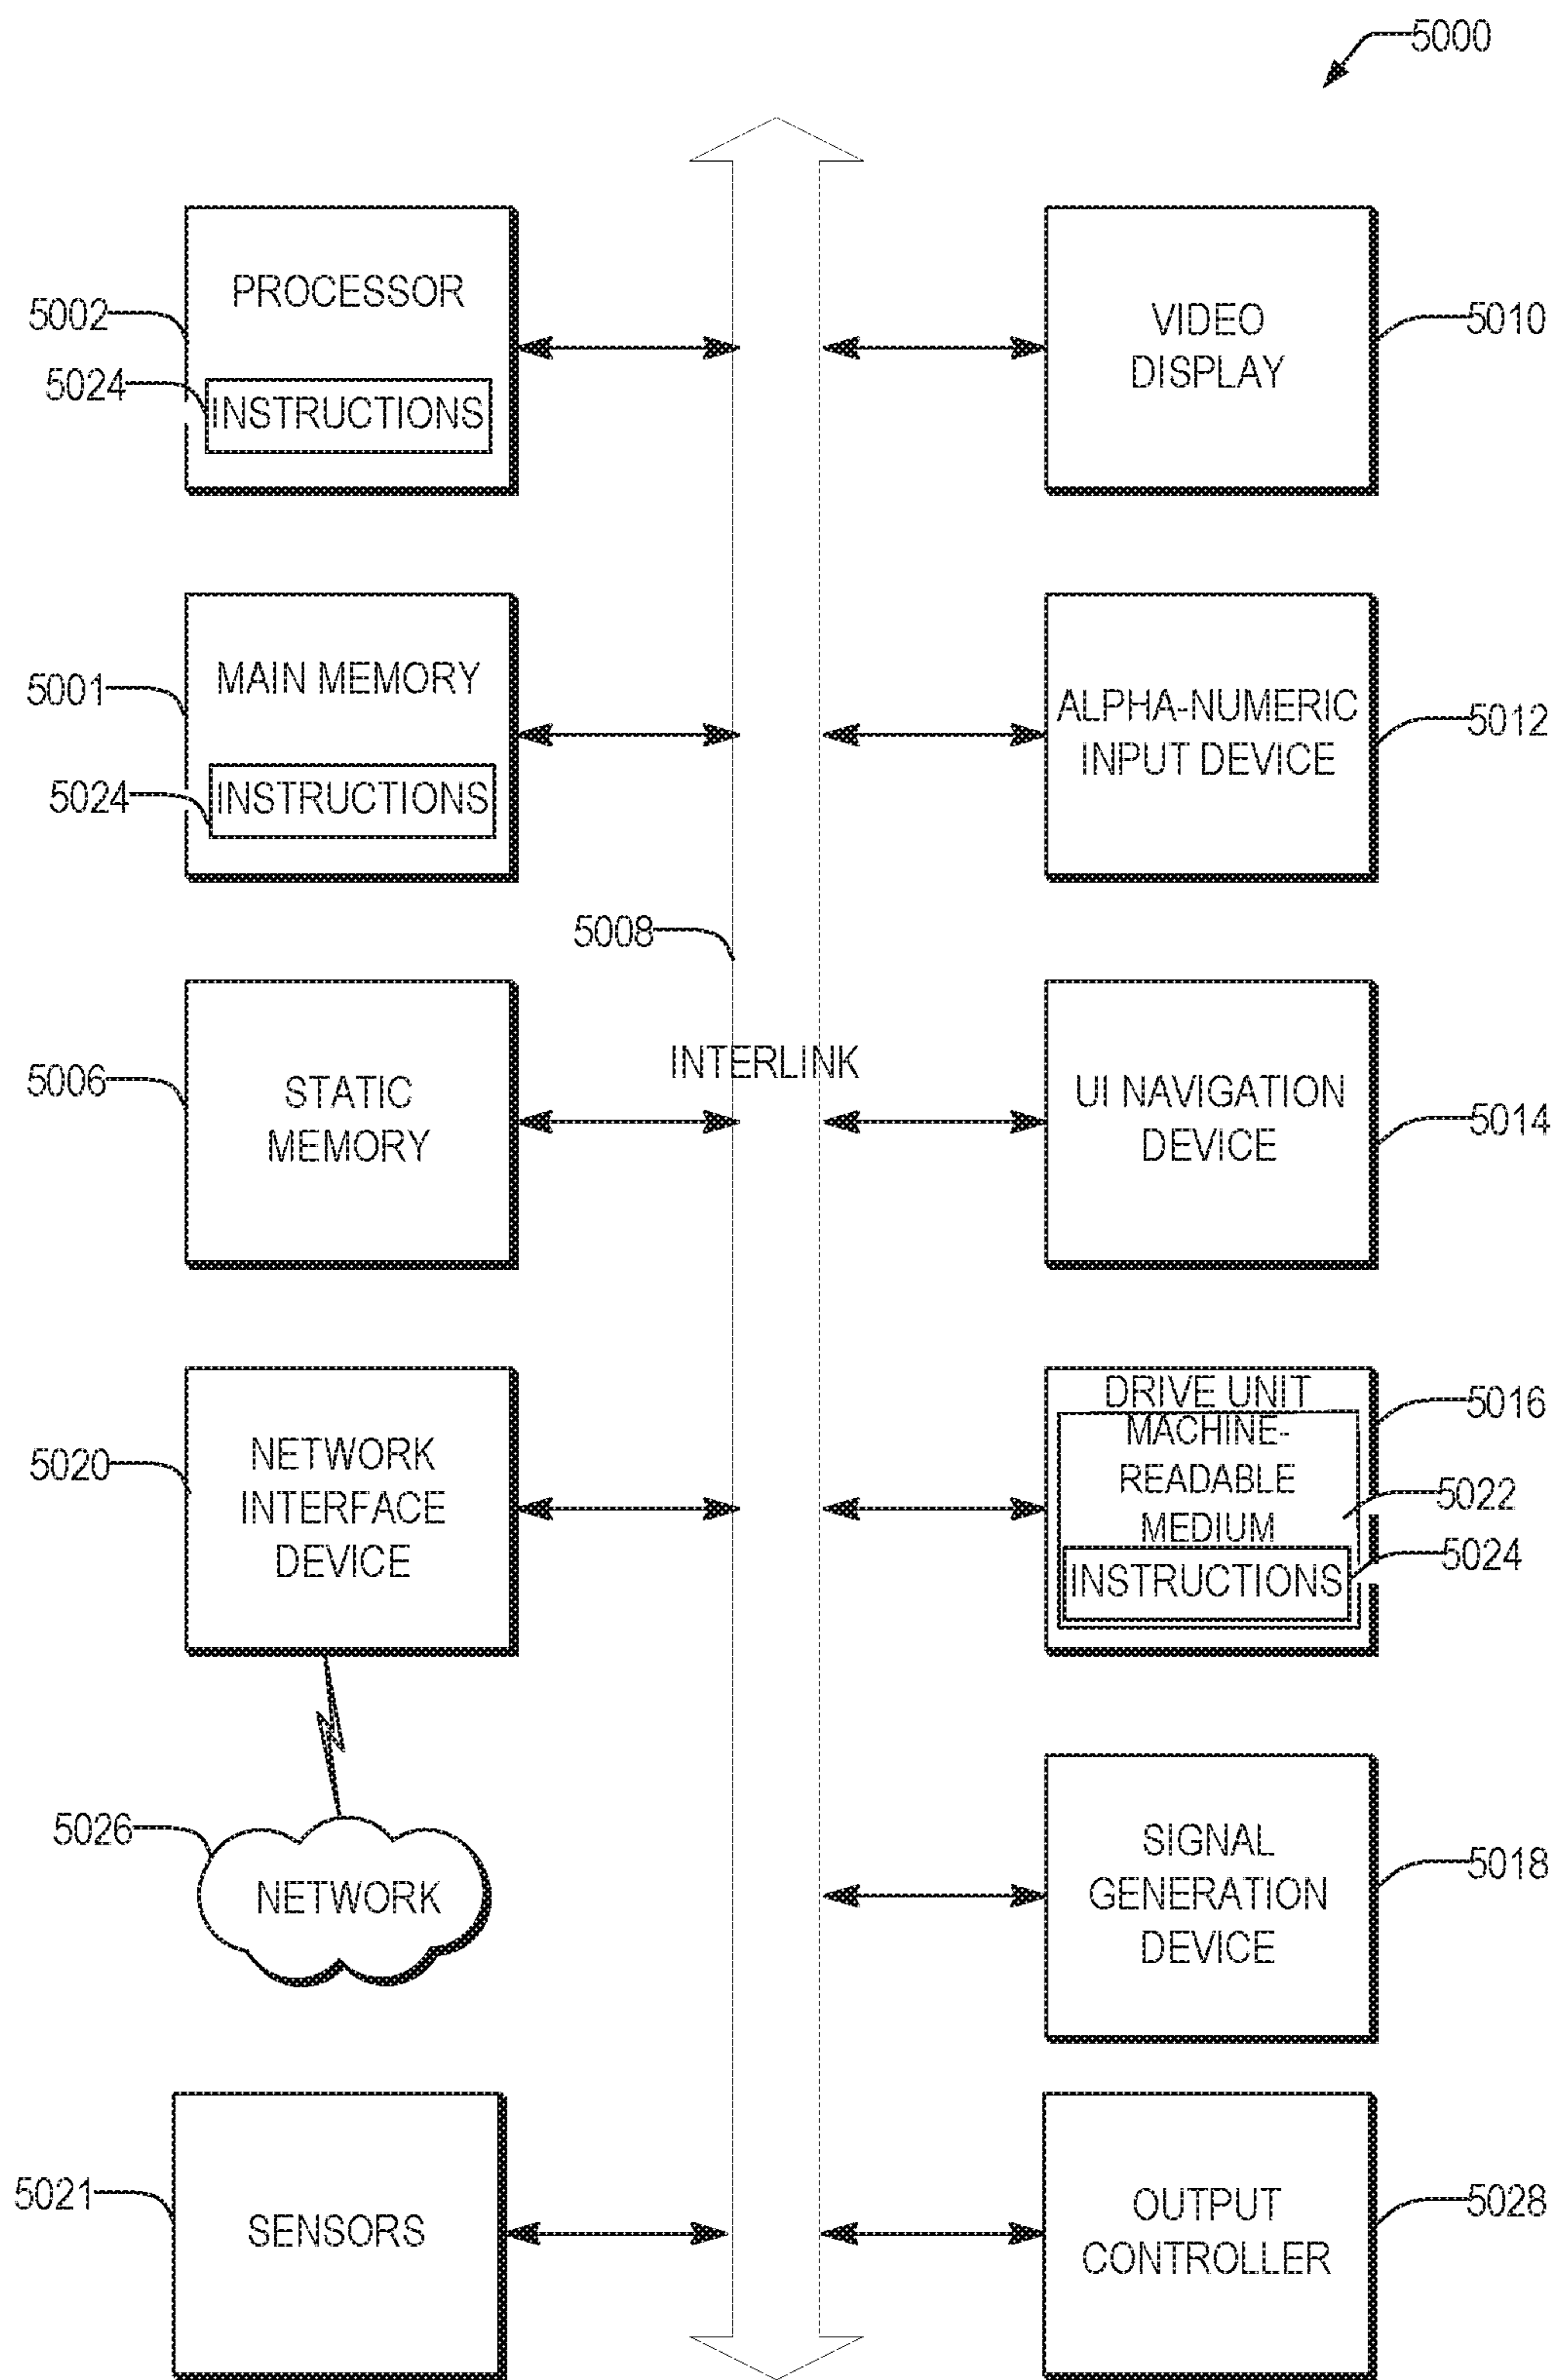 5000
PROCESSOR
5002
5024
INSTRUCTIONS
VIDEO
DISPLAY
5010
MAIN MEMORY
5001
5024
INSTRUCTIONS
ALPHA-NUMERIC
INPUT DEVICE
5012
5008
INTERLINK
5006
STATIC
MEMORY
UI NAVIGATION
DEVICE
5014
5020
NETWORK
INTERFACE
DEVICE
DRIVE UNIT
5016
MACHINE-
READABLE
MEDIUM
5022
5024
INSTRUCTIONS
5026
NETWORK
SIGNAL
GENERATION
DEVICE
5018
5021
SENSORS
OUTPUT
CONTROLLER
5028